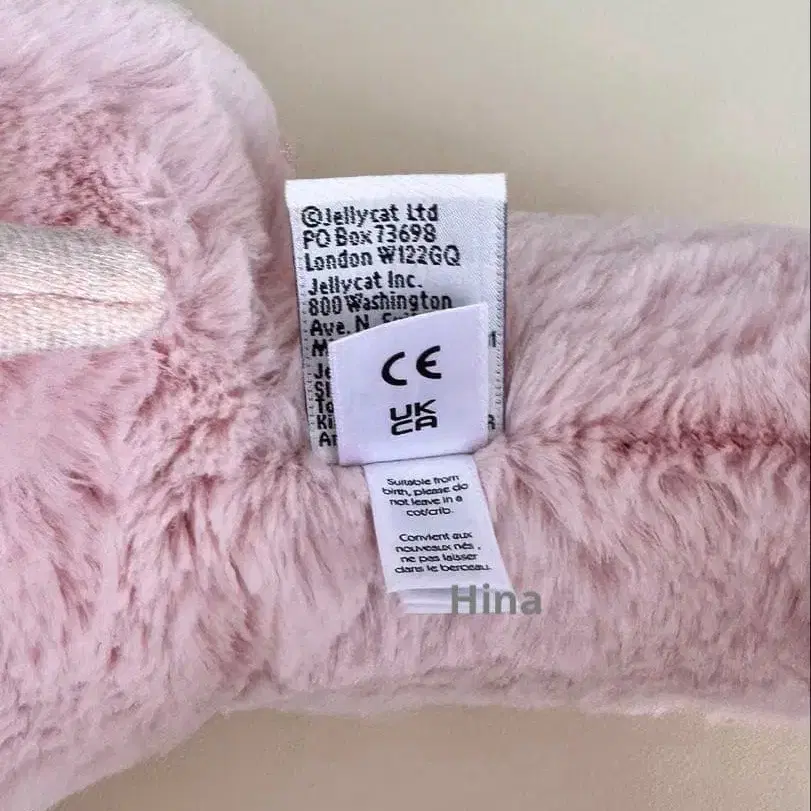 ©Jellycat Ltd
PO Box 73698
London W122GQ
Jellycat Inc.
800 Washington
Ave. N.
CE
UK
CA
Suitable from
birth, please do
not leave in a
cot/crib.
Convient aux
nouveaux nés ,
ne pas laisser
dans le berceau.
Hina